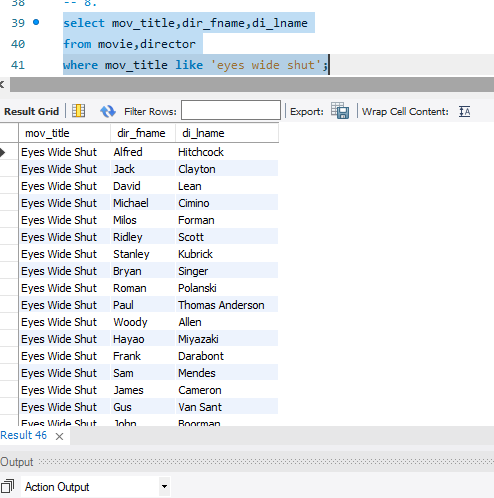 38 -- 8.
39 select mov_title,dir_fname,di_lname
40 from movie,director
41 where mov_title like 'eyes wide shut';
Result Grid Filter Rows: Export: Wrap Cell Content: IA
mov_title dir_fname di_lname
Eyes Wide Shut Alfred Hitchcock
Eyes Wide Shut Jack Clayton
Eyes Wide Shut David Lean
Eyes Wide Shut Michael Cimino
Eyes Wide Shut Milos Forman
Eyes Wide Shut Ridley Scott
Eyes Wide Shut Stanley Kubrick
Eyes Wide Shut Bryan Singer
Eyes Wide Shut Roman Polanski
Eyes Wide Shut Paul Thomas Anderson
Eyes Wide Shut Woody Allen
Eyes Wide Shut Hayao Miyazaki
Eyes Wide Shut Frank Darabont
Eyes Wide Shut Sam Mendes
Eyes Wide Shut James Cameron
Eyes Wide Shut Gus Van Sant
Eyes Wide Shut John Boorman
Result 46
Output
Action Output